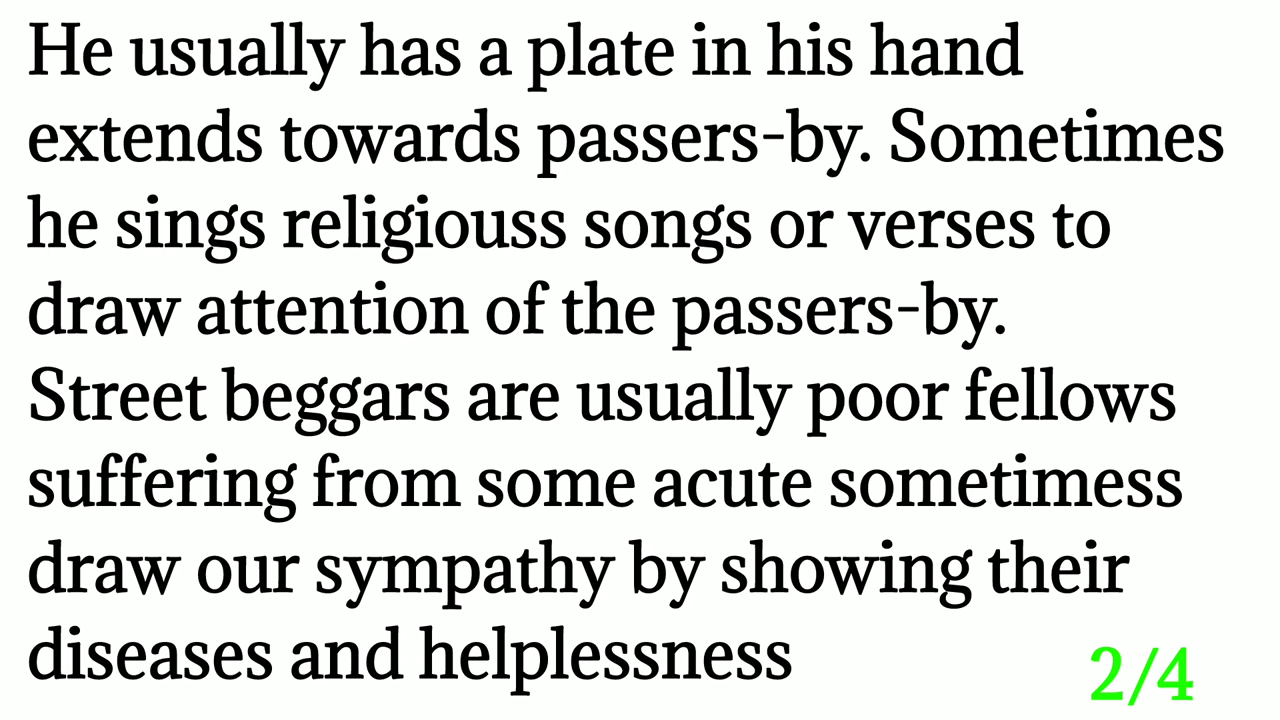 He usually has a plate in his hand
extends towards passers-by. Sometimes
he sings religiouss songs or verses to
draw attention of the passers-by.
Street beggars are usually poor fellows
suffering from some acute sometimess
draw our sympathy by showing their
diseases and helplessness
2/4